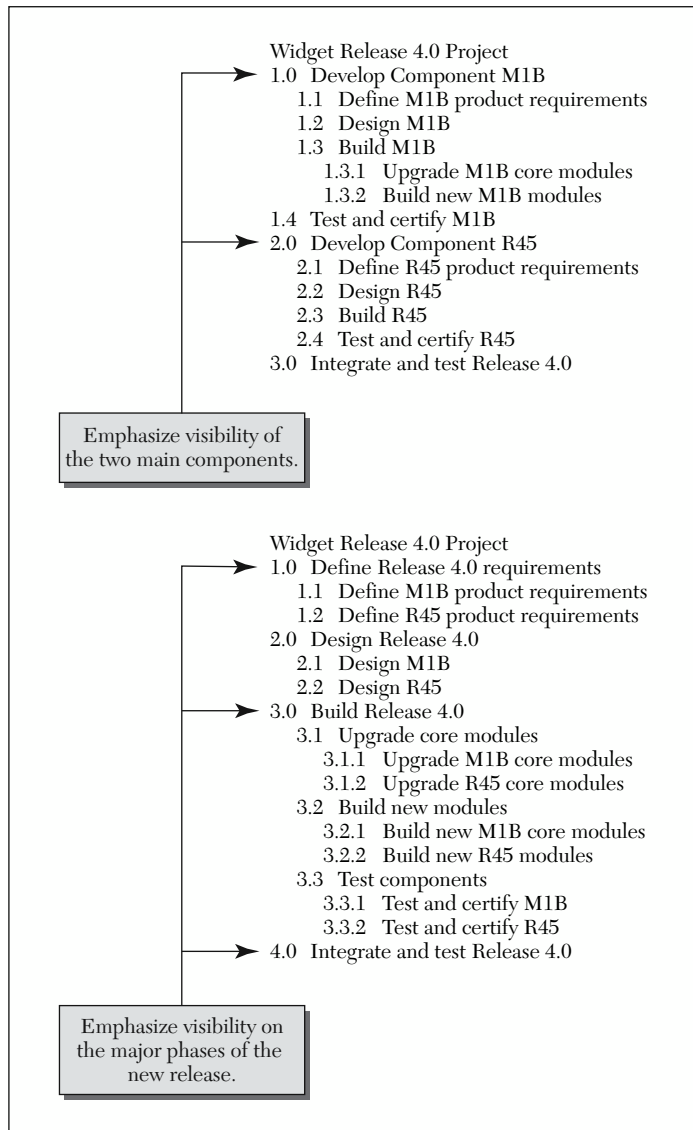 Widget Release 4.0 Project
1.0 Develop Component M1B
1.1 Define M1B product requirements
1.2 Design M1B
1.3 Build M1B
1.3.1 Upgrade M1B core modules
1.3.2 Build new M1B modules
1.4 Test and certify M1B
2.0 Develop Component R45
2.1 Define R45 product requirements
2.2 Design R45
2.3 Build R45
2.4 Test and certify R45
3.0 Integrate and test Release 4.0
Emphasize visibility of
the two main components.
Widget Release 4.0 Project
1.0 Define Release 4.0 requirements
1.1 Define M1B product requirements
1.2 Define R45 product requirements
2.0 Design Release 4.0
2.1 Design M1B
2.2 Design R45
3.0 Build Release 4.0
3.1 Upgrade core modules
3.1.1 Upgrade M1B core modules
3.1.2 Upgrade R45 core modules
3.2 Build new modules
3.2.1 Build new M1B core modules
3.2.2 Build new R45 modules
3.3 Test components
3.3.1 Test and certify M1B
3.3.2 Test and certify R45
4.0 Integrate and test Release 4.0
Emphasize visibility on
the major phases of the
new release.